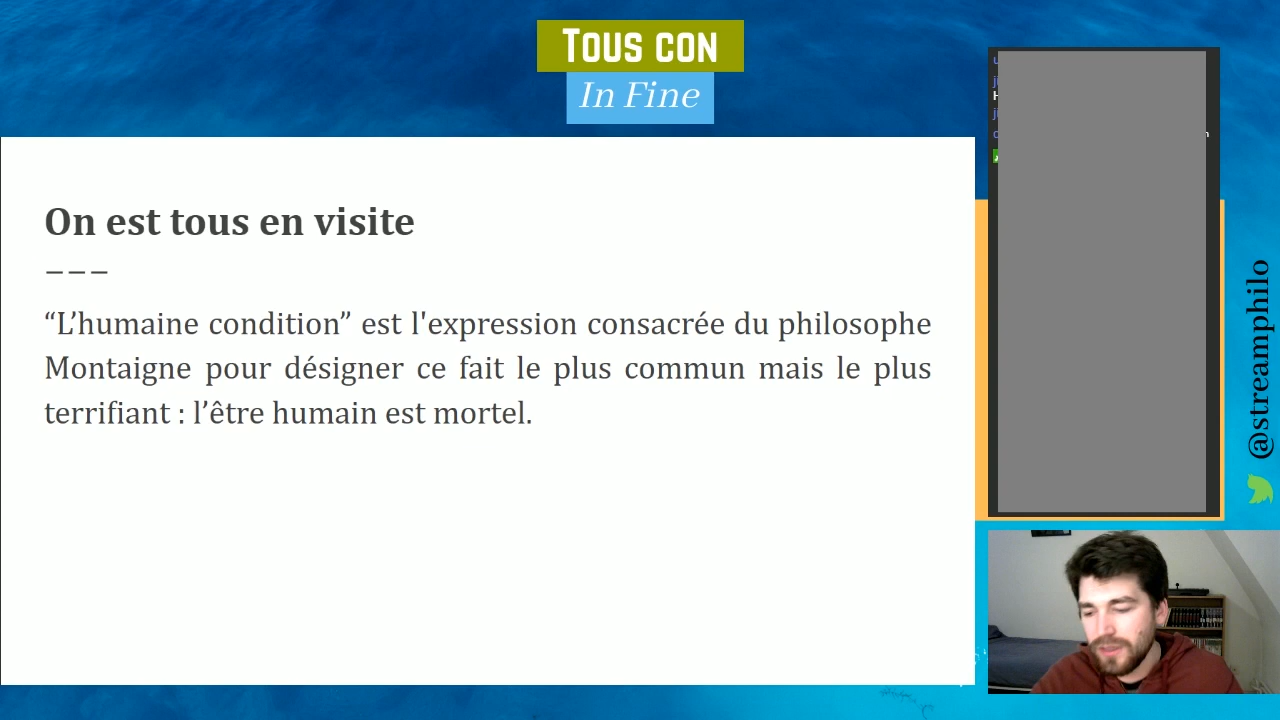 TOUS CON
In Fine
On est tous en visite
– – –
“L’humaine condition” est l'expression consacrée du philosophe
Montaigne pour désigner ce fait le plus commun mais le plus
terrifiant : l’être humain est mortel.
@streamphilo